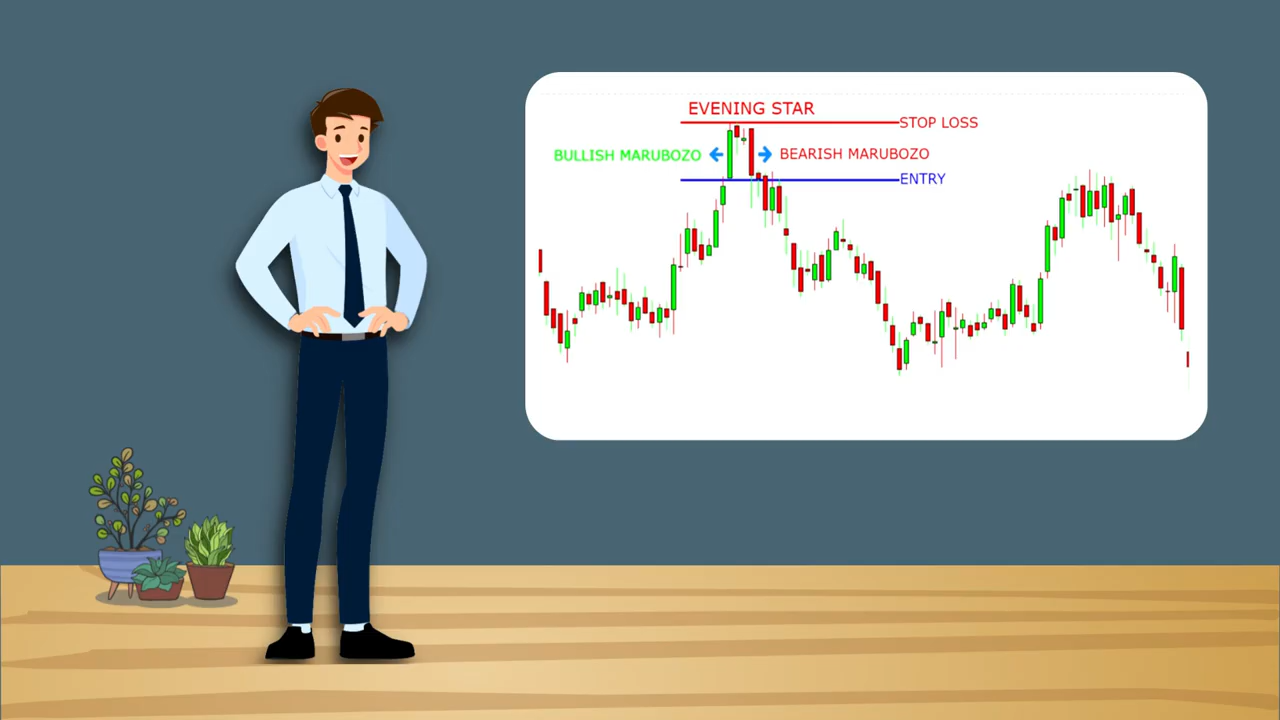 EVENING STAR
STOP LOSS
BULLISH MARUBOZO
BEARISH MARUBOZO
ENTRY